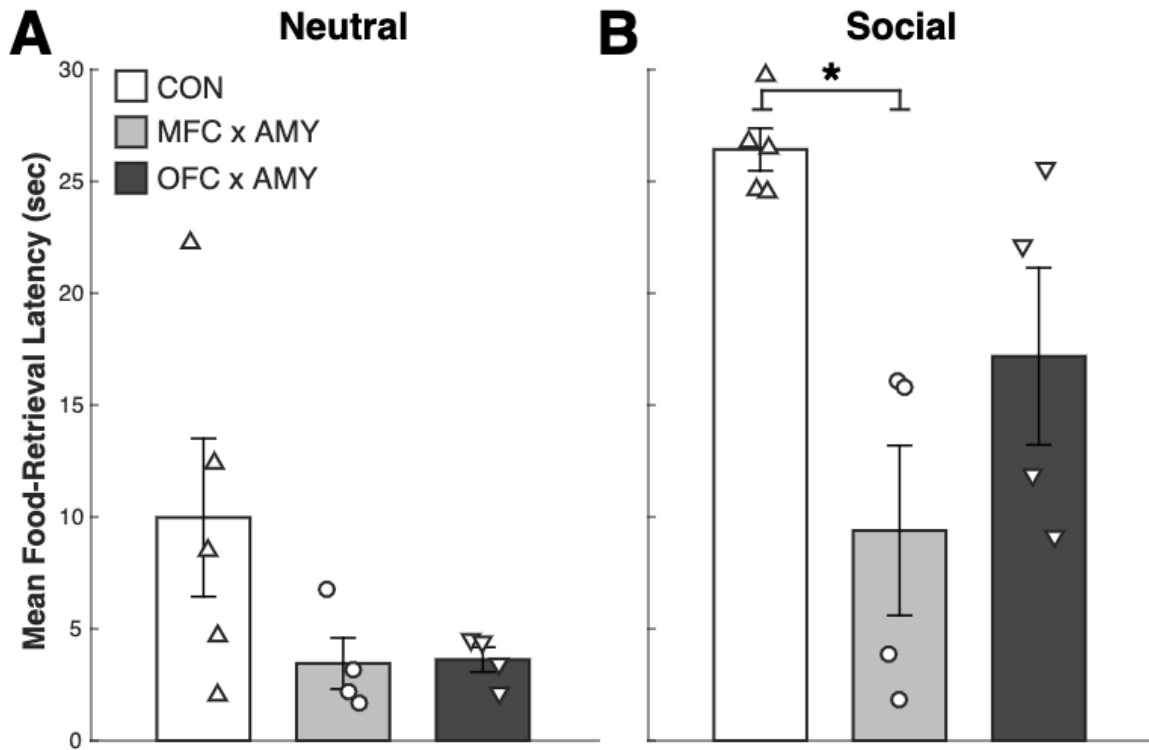 A Neutral
B Social
CON
MFC x AMY
OFC x AMY
*
Mean Food-Retrieval Latency (sec)
30
25
20
15
10
5
0